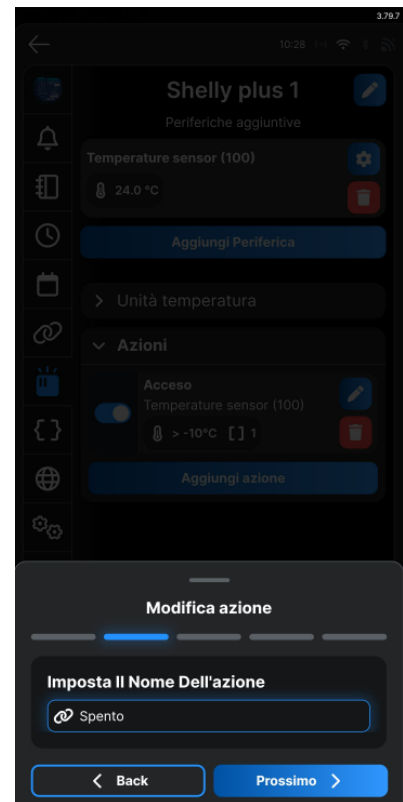 3.79.7
10:28
Shelly plus 1
Periferiche aggiuntive
Temperature sensor (100)
24.0 °C
Aggiungi Periferica
Unità temperatura
Azioni
Acceso
Temperature sensor (100)
> -10°C [ ] 1
Aggiungi azione
Modifica azione
Imposta Il Nome Dell'azione
Spento
Back
Prossimo